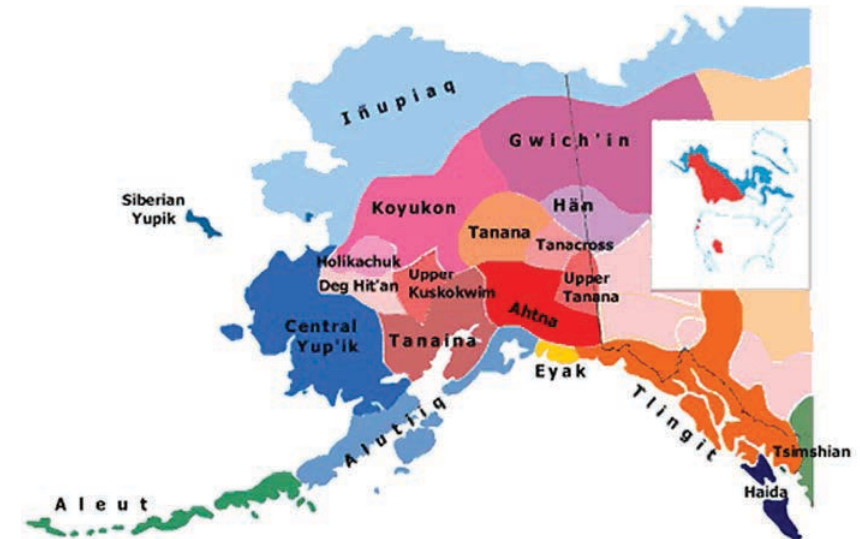 Iñupiaq
Gwich'in
Siberian
Yupik
Koyukon
Hän
Tanana
Tanacross
Holikachuk
Deg Hit'an
Upper
Kuskokwim
Upper
Tanana
Ahtna
Central
Yup'ik
Tanaina
Eyak
Alutiiq
Tlingit
Tsimshian
Haida
Aleut